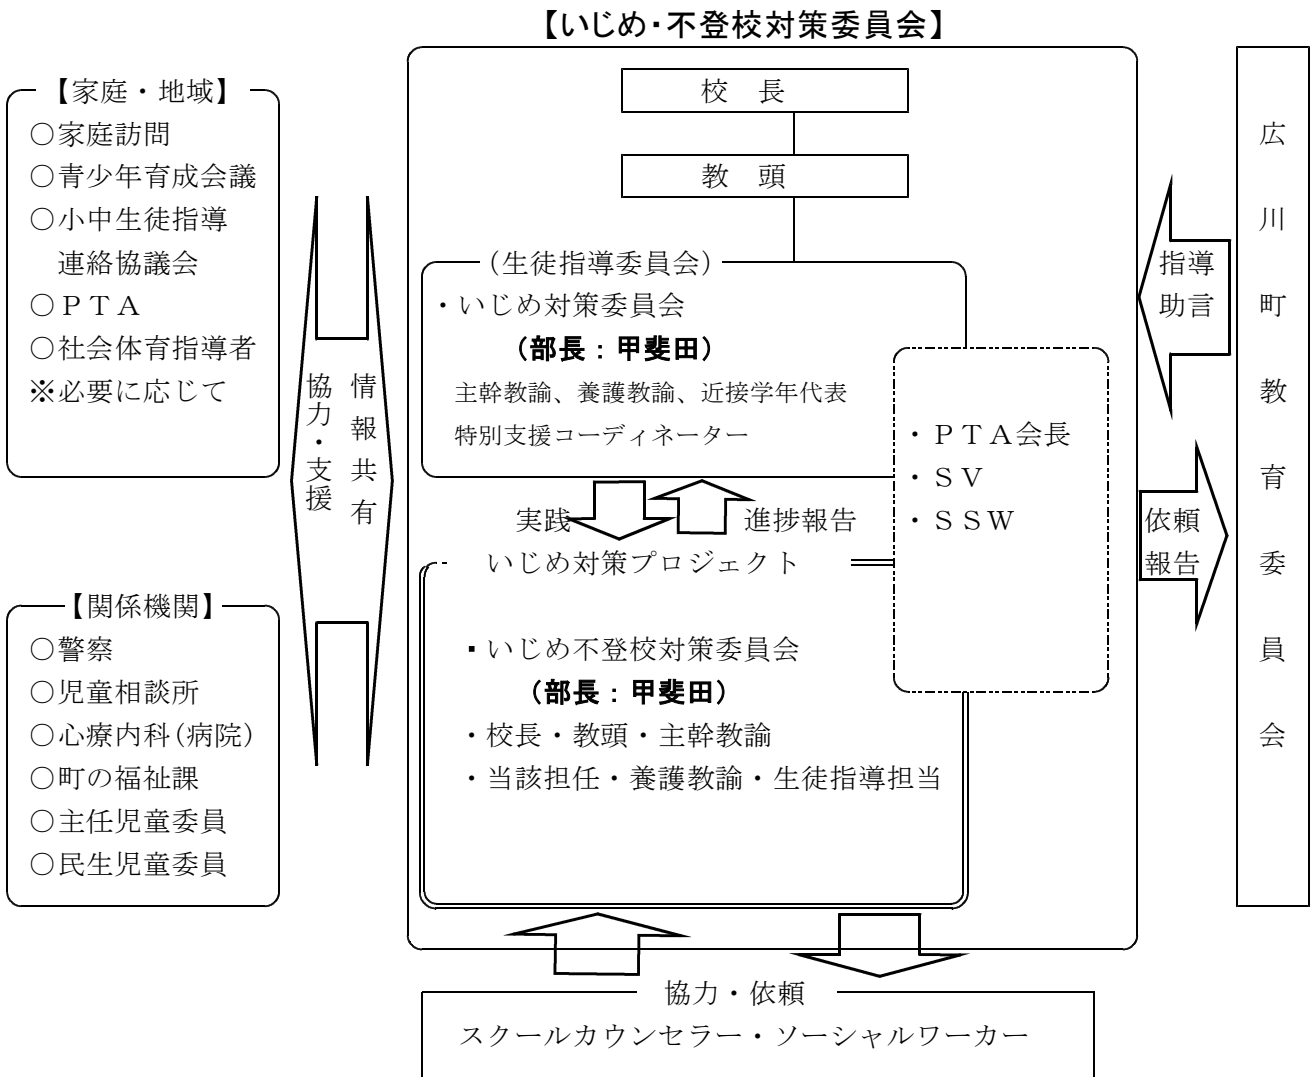 【いじめ・不登校対策委員会】
校　長
教　頭
【家庭・地域】
○家庭訪問
○青少年育成会議
○小中生徒指導
連絡協議会
○ＰＴＡ
○社会体育指導者
※必要に応じて
【関係機関】
○警察
○児童相談所
○心療内科(病院)
○町の福祉課
○主任児童委員
○民生児童委員
情報共有
協力・支援
(生徒指導委員会)
・いじめ対策委員会
（部長：甲斐田）
主幹教諭、養護教諭、近接学年代表
特別支援コーディネーター
実践
進捗報告
いじめ対策プロジェクト
・いじめ不登校対策委員会
（部長：甲斐田）
・校長・教頭・主幹教諭
・当該担任・養護教諭・生徒指導担当
・ＰＴＡ会長
・ＳＶ
・ＳＳＷ
指導
助言
依頼
報告
広川町教育委員会
協力・依頼
スクールカウンセラー・ソーシャルワーカー